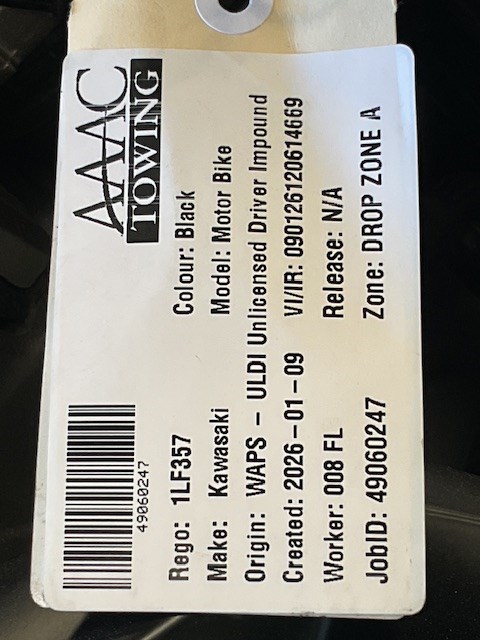 AAAC
TOWING
49060247
Rego: 1LF357 Colour: Black
Make: Kawasaki Model: Motor Bike
Origin: WAPS - ULDI Unlicensed Driver Impound
Created: 2026-01-09 VI/IR: 090126120614669
Worker: 008 FL Release: N/A
JobID: 49060247 Zone: DROP ZONE A